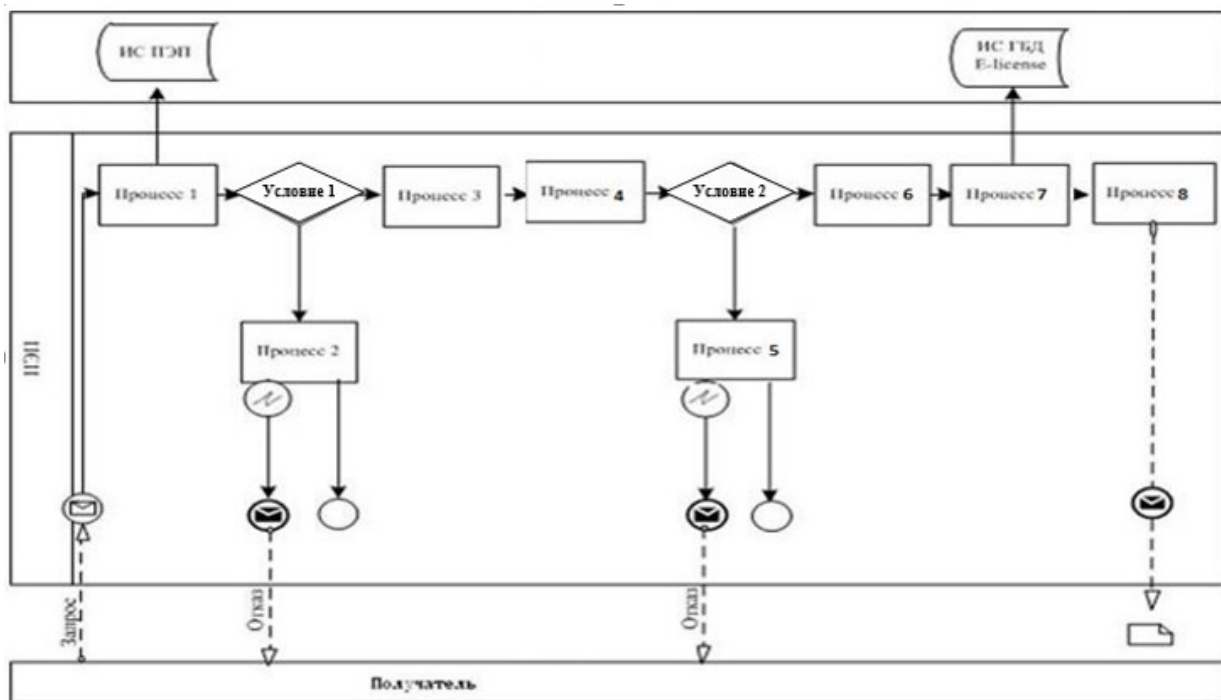 ИС ПЭП
ИС ГБД
E-license
Процесс 1
Условие 1
Процесс 3
Процесс 4
Условие 2
Процесс 6
Процесс 7
Процесс 8
Процесс 2
Процесс 5
Запрос
Отказ
Отказ
Получатель